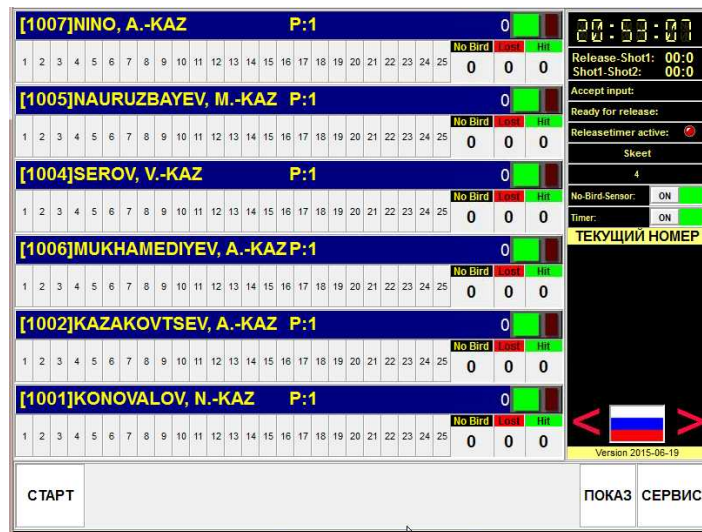 [1007]NINO, A.-KAZ P:1 0
No Bird Lost Hit
1 2 3 4 5 6 7 8 9 10 11 12 13 14 15 16 17 18 19 20 21 22 23 24 25 0 0 0
[1005]NAURUZBAYEV, M.-KAZ P:1 0
No Bird Lost Hit
1 2 3 4 5 6 7 8 9 10 11 12 13 14 15 16 17 18 19 20 21 22 23 24 25 0 0 0
[1004]SEROV, V.-KAZ P:1 0
No Bird Lost Hit
1 2 3 4 5 6 7 8 9 10 11 12 13 14 15 16 17 18 19 20 21 22 23 24 25 0 0 0
[1006]MUKHAMEDIYEV, A.-KAZ P:1 0
No Bird Lost Hit
1 2 3 4 5 6 7 8 9 10 11 12 13 14 15 16 17 18 19 20 21 22 23 24 25 0 0 0
[1002]KAZAKOVTSEV, A.-KAZ P:1 0
No Bird Lost Hit
1 2 3 4 5 6 7 8 9 10 11 12 13 14 15 16 17 18 19 20 21 22 23 24 25 0 0 0
[1001]KONOVALOV, N.-KAZ P:1 0
No Bird Lost Hit
1 2 3 4 5 6 7 8 9 10 11 12 13 14 15 16 17 18 19 20 21 22 23 24 25 0 0 0
20:53:07
Release-Shot1: 00:0
Shot1-Shot2: 00:0
Accept input:
Ready for release:
Releasetimer active:
Skeet
4
No-Bird-Sensor: ON
Timer: ON
ТЕКУЩИЙ НОМЕР
< >
Version 2015-06-19
СТАРТ ПОКАЗ СЕРВИС